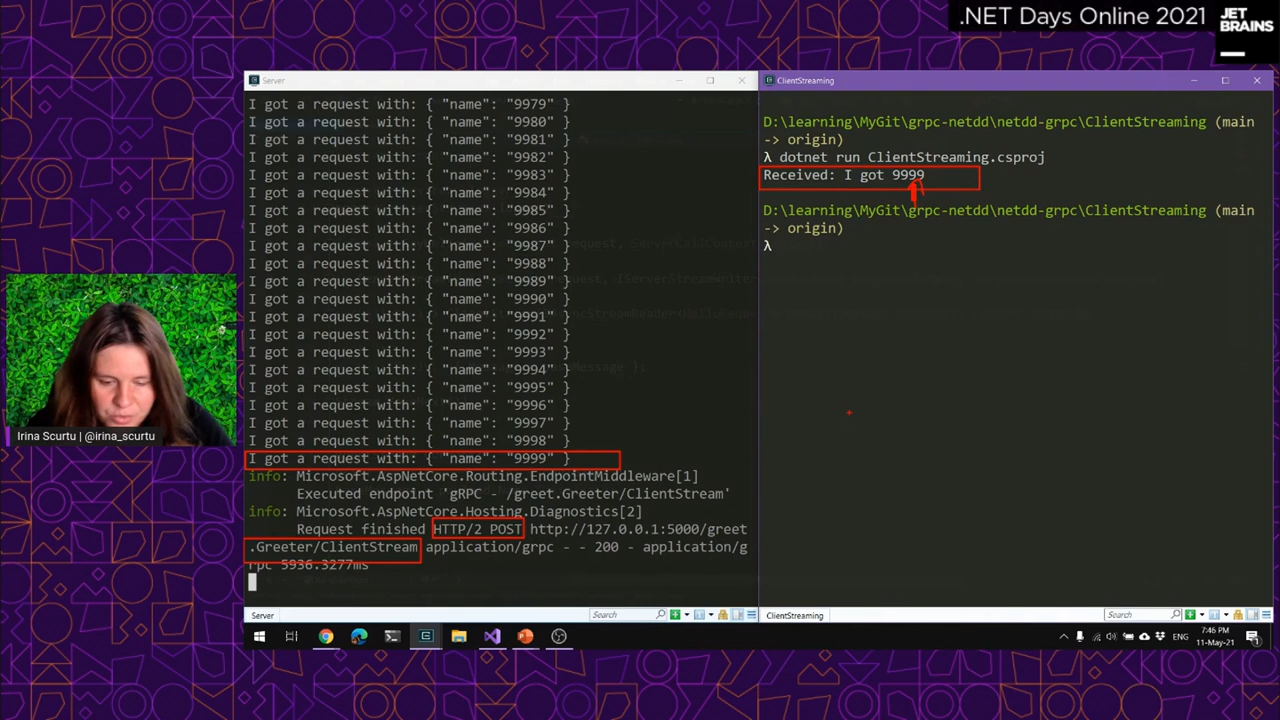 .NET Days Online 2021
JET
BRAINS
Server
I got a request with: { "name": "9979" }
I got a request with: { "name": "9980" }
I got a request with: { "name": "9981" }
I got a request with: { "name": "9982" }
I got a request with: { "name": "9983" }
I got a request with: { "name": "9984" }
I got a request with: { "name": "9985" }
I got a request with: { "name": "9986" }
I got a request with: { "name": "9987" }
I got a request with: { "name": "9988" }
I got a request with: { "name": "9989" }
I got a request with: { "name": "9990" }
I got a request with: { "name": "9991" }
I got a request with: { "name": "9992" }
I got a request with: { "name": "9993" }
I got a request with: { "name": "9994" }
I got a request with: { "name": "9995" }
I got a request with: { "name": "9996" }
I got a request with: { "name": "9997" }
I got a request with: { "name": "9998" }
I got a request with: { "name": "9999" }
info: Microsoft.AspNetCore.Routing.EndpointMiddleware[1]
Executed endpoint 'gRPC - /greet.Greeter/ClientStream'
info: Microsoft.AspNetCore.Hosting.Diagnostics[2]
Request finished HTTP/2 POST http://127.0.0.1:5000/greet
.Greeter/ClientStream application/grpc - - 200 - application/g
rpc 5936.3277ms
Server
Search
ClientStreaming
D:\learning\MyGit\grpc-netdd\netdd-grpc\ClientStreaming (main
-> origin)
λ dotnet run ClientStreaming.csproj
Received: I got 9999
D:\learning\MyGit\grpc-netdd\netdd-grpc\ClientStreaming (main
-> origin)
λ
ClientStreaming
Search
Irina Scurtu | @irina_scurtu
ENG
7:46 PM
11-May-21